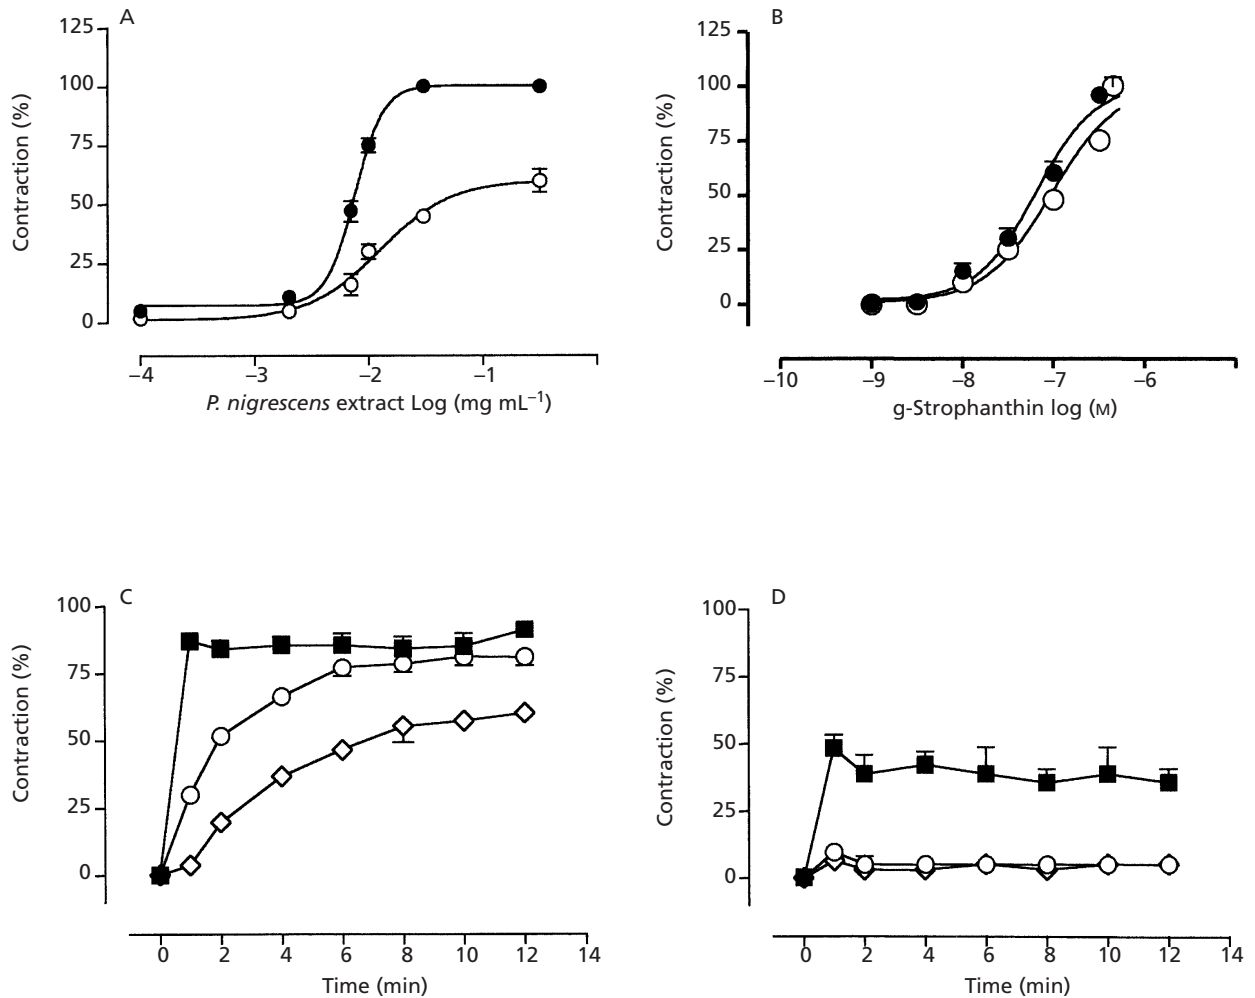 A
125
100
75
50
25
0
Contraction (%)
–4 –3 –2 –1
P. nigrescens extract Log (mg mL–1)
B
125
100
75
50
25
0
Contraction (%)
–10 –9 –8 –7 –6
g-Strophanthin log (M)
C
100
75
50
25
0
Contraction (%)
0 2 4 6 8 10 12 14
Time (min)
D
100
75
50
25
0
Contraction (%)
0 2 4 6 8 10 12 14
Time (min)